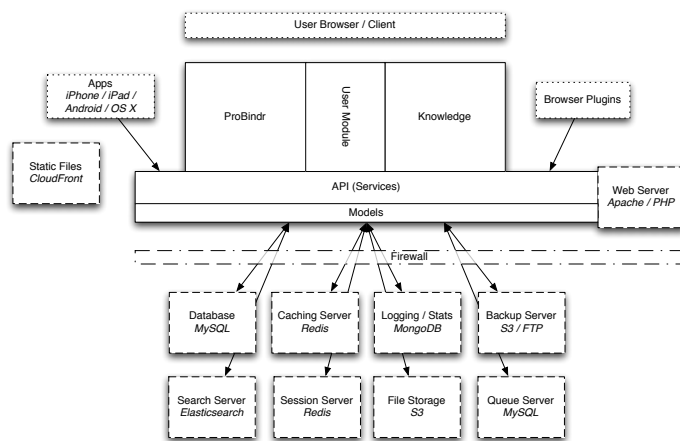 User Browser / Client
Apps
iPhone / iPad /
Android / OS X
ProBindr
User Module
Knowledge
Browser Plugins
Static Files
CloudFront
API (Services)
Models
Web Server
Apache / PHP
Firewall
Database
MySQL
Caching Server
Redis
Logging / Stats
MongoDB
Backup Server
S3 / FTP
Search Server
Elasticsearch
Session Server
Redis
File Storage
S3
Queue Server
MySQL